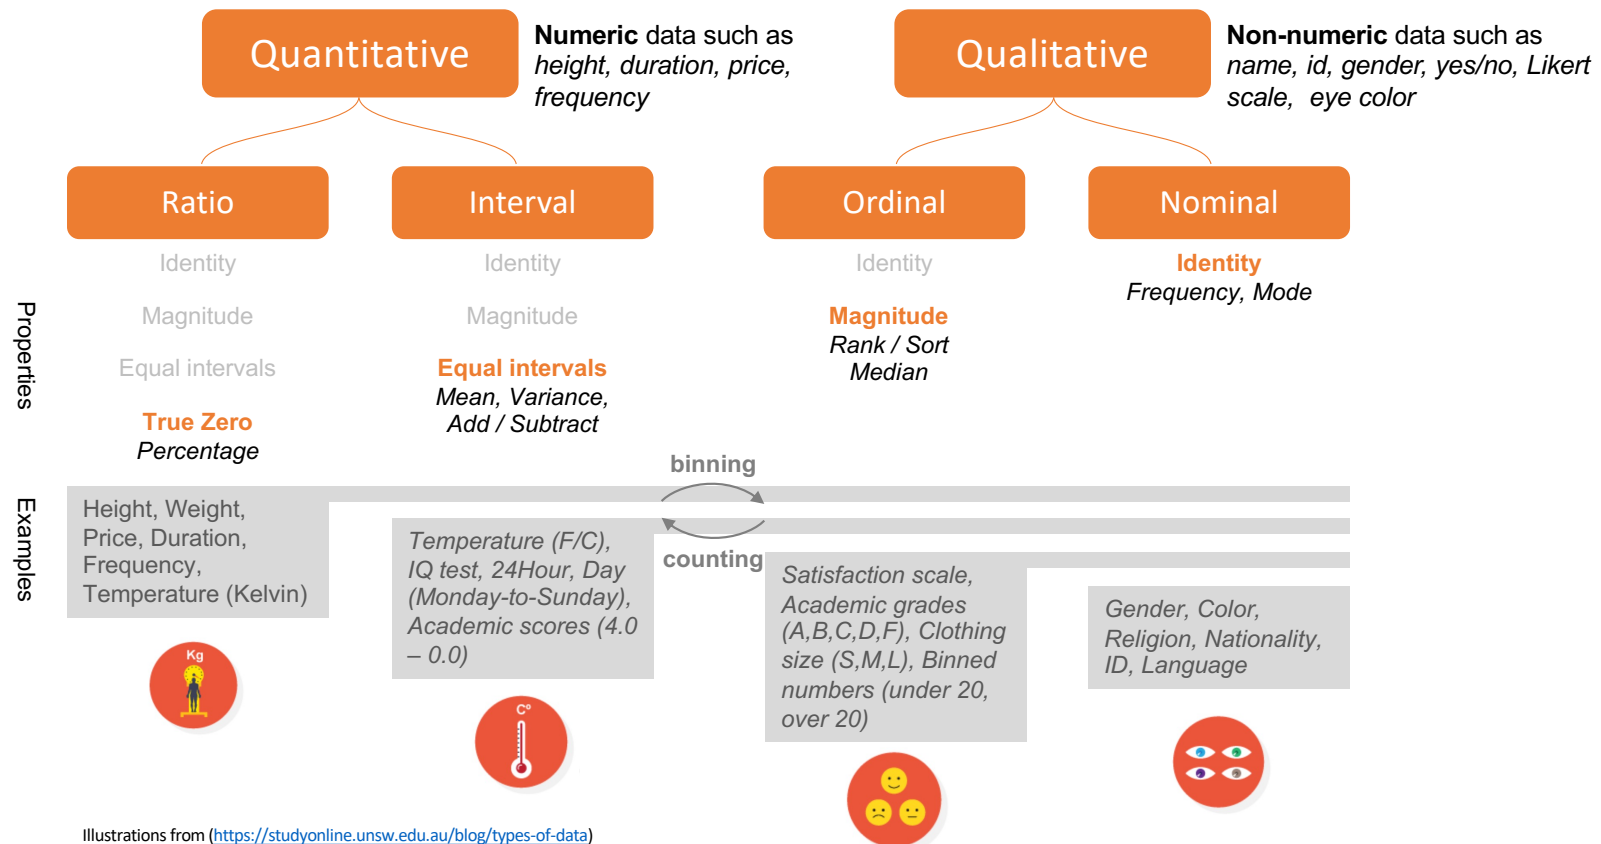 Quantitative
Numeric data such as
height, duration, price,
frequency
Qualitative
Non-numeric data such as
name, id, gender, yes/no, Likert
scale, eye color
Ratio
Interval
Ordinal
Nominal
Properties
Identity
Magnitude
Equal intervals
True Zero
Percentage
Identity
Magnitude
Equal intervals
Mean, Variance,
Add / Subtract
Identity
Magnitude
Rank / Sort
Median
Identity
Frequency, Mode
binning
counting
Examples
Height, Weight,
Price, Duration,
Frequency,
Temperature (Kelvin)
Kg
Temperature (F/C),
IQ test, 24Hour, Day
(Monday-to-Sunday),
Academic scores (4.0
– 0.0)
C°
Satisfaction scale,
Academic grades
(A,B,C,D,F), Clothing
size (S,M,L), Binned
numbers (under 20,
over 20)
Gender, Color,
Religion, Nationality,
ID, Language
Illustrations from (https://studyonline.unsw.edu.au/blog/types-of-data)